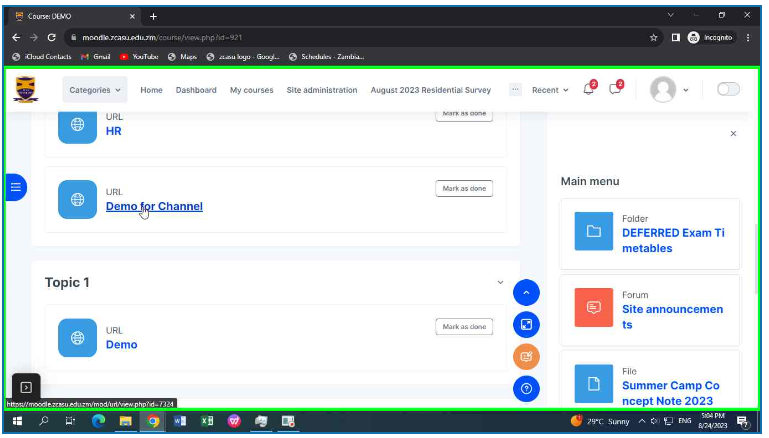 Course: DEMO
moodle.zcasu.edu.zm/course/view.php?id=921
Incognito
iCloud Contacts
Gmail
YouTube
Maps
zcasu logo - Googl...
Schedules - Zambia...
Categories
Home
Dashboard
My courses
Site administration
August 2023 Residential Survey
Recent
2
2
URL
HR
Mark as done
URL
Demo for Channel
Mark as done
Topic 1
URL
Demo
Mark as done
Main menu
Folder
DEFERRED Exam Ti
metables
Forum
Site announcemen
ts
File
Summer Camp Co
ncept Note 2023
https://moodle.zcasu.edu.zm/mod/url/view.php?id=7324
29°C Sunny
ENG
5:04 PM
8/24/2023